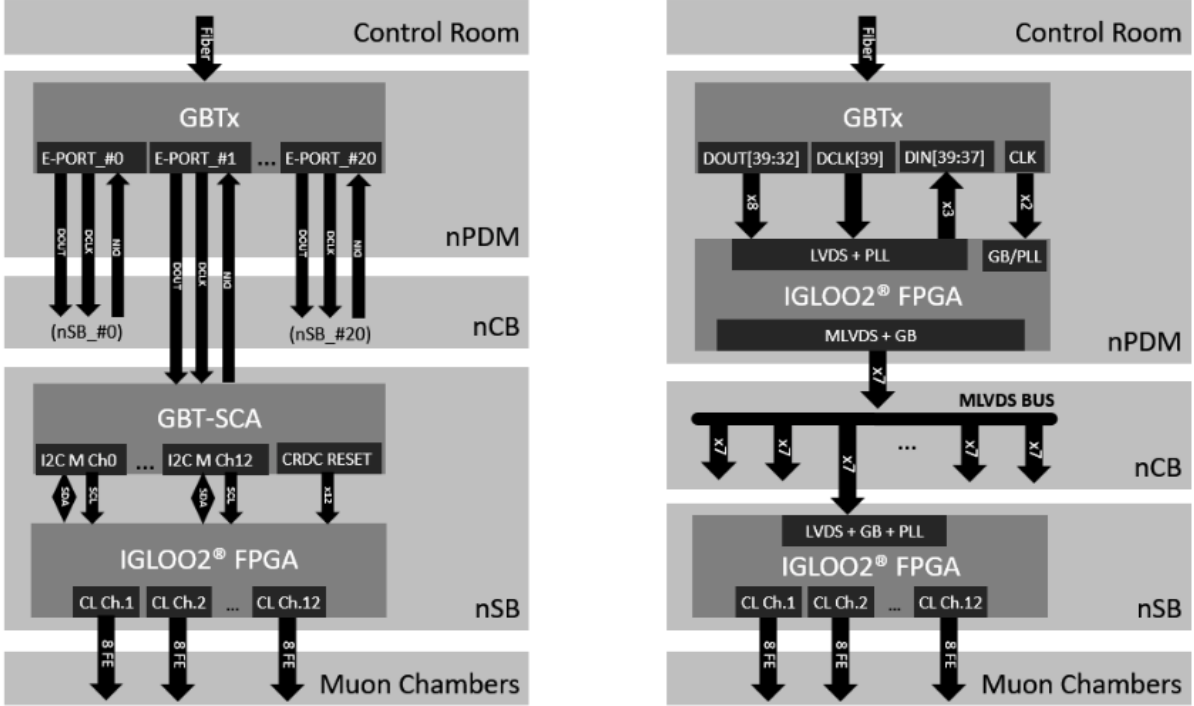 Control Room
Fiber
GBTx
E-PORT_#0
E-PORT_#1
...
E-PORT_#20
DOUT
DCLK
DIN
DOUT
DCLK
DIN
DOUT
DCLK
DIN
nPDM
(nSB_#0)
(nSB_#20)
nCB
GBT-SCA
I2C M Ch0
...
I2C M Ch12
CRDC RESET
SDA
SCL
SDA
SCL
x12
IGLOO2® FPGA
CL Ch.1
CL Ch.2
...
CL Ch.12
nSB
8 FE
8 FE
8 FE
Muon Chambers
Control Room
Fiber
GBTx
DOUT[39:32]
DCLK[39]
DIN[39:37]
CLK
x8
x3
x2
LVDS + PLL
GB/PLL
IGLOO2® FPGA
MLVDS + GB
nPDM
x7
MLVDS BUS
x7
x7
x7
...
x7
x7
nCB
LVDS + GB + PLL
IGLOO2® FPGA
CL Ch.1
CL Ch.2
...
CL Ch.12
nSB
8 FE
8 FE
8 FE
Muon Chambers